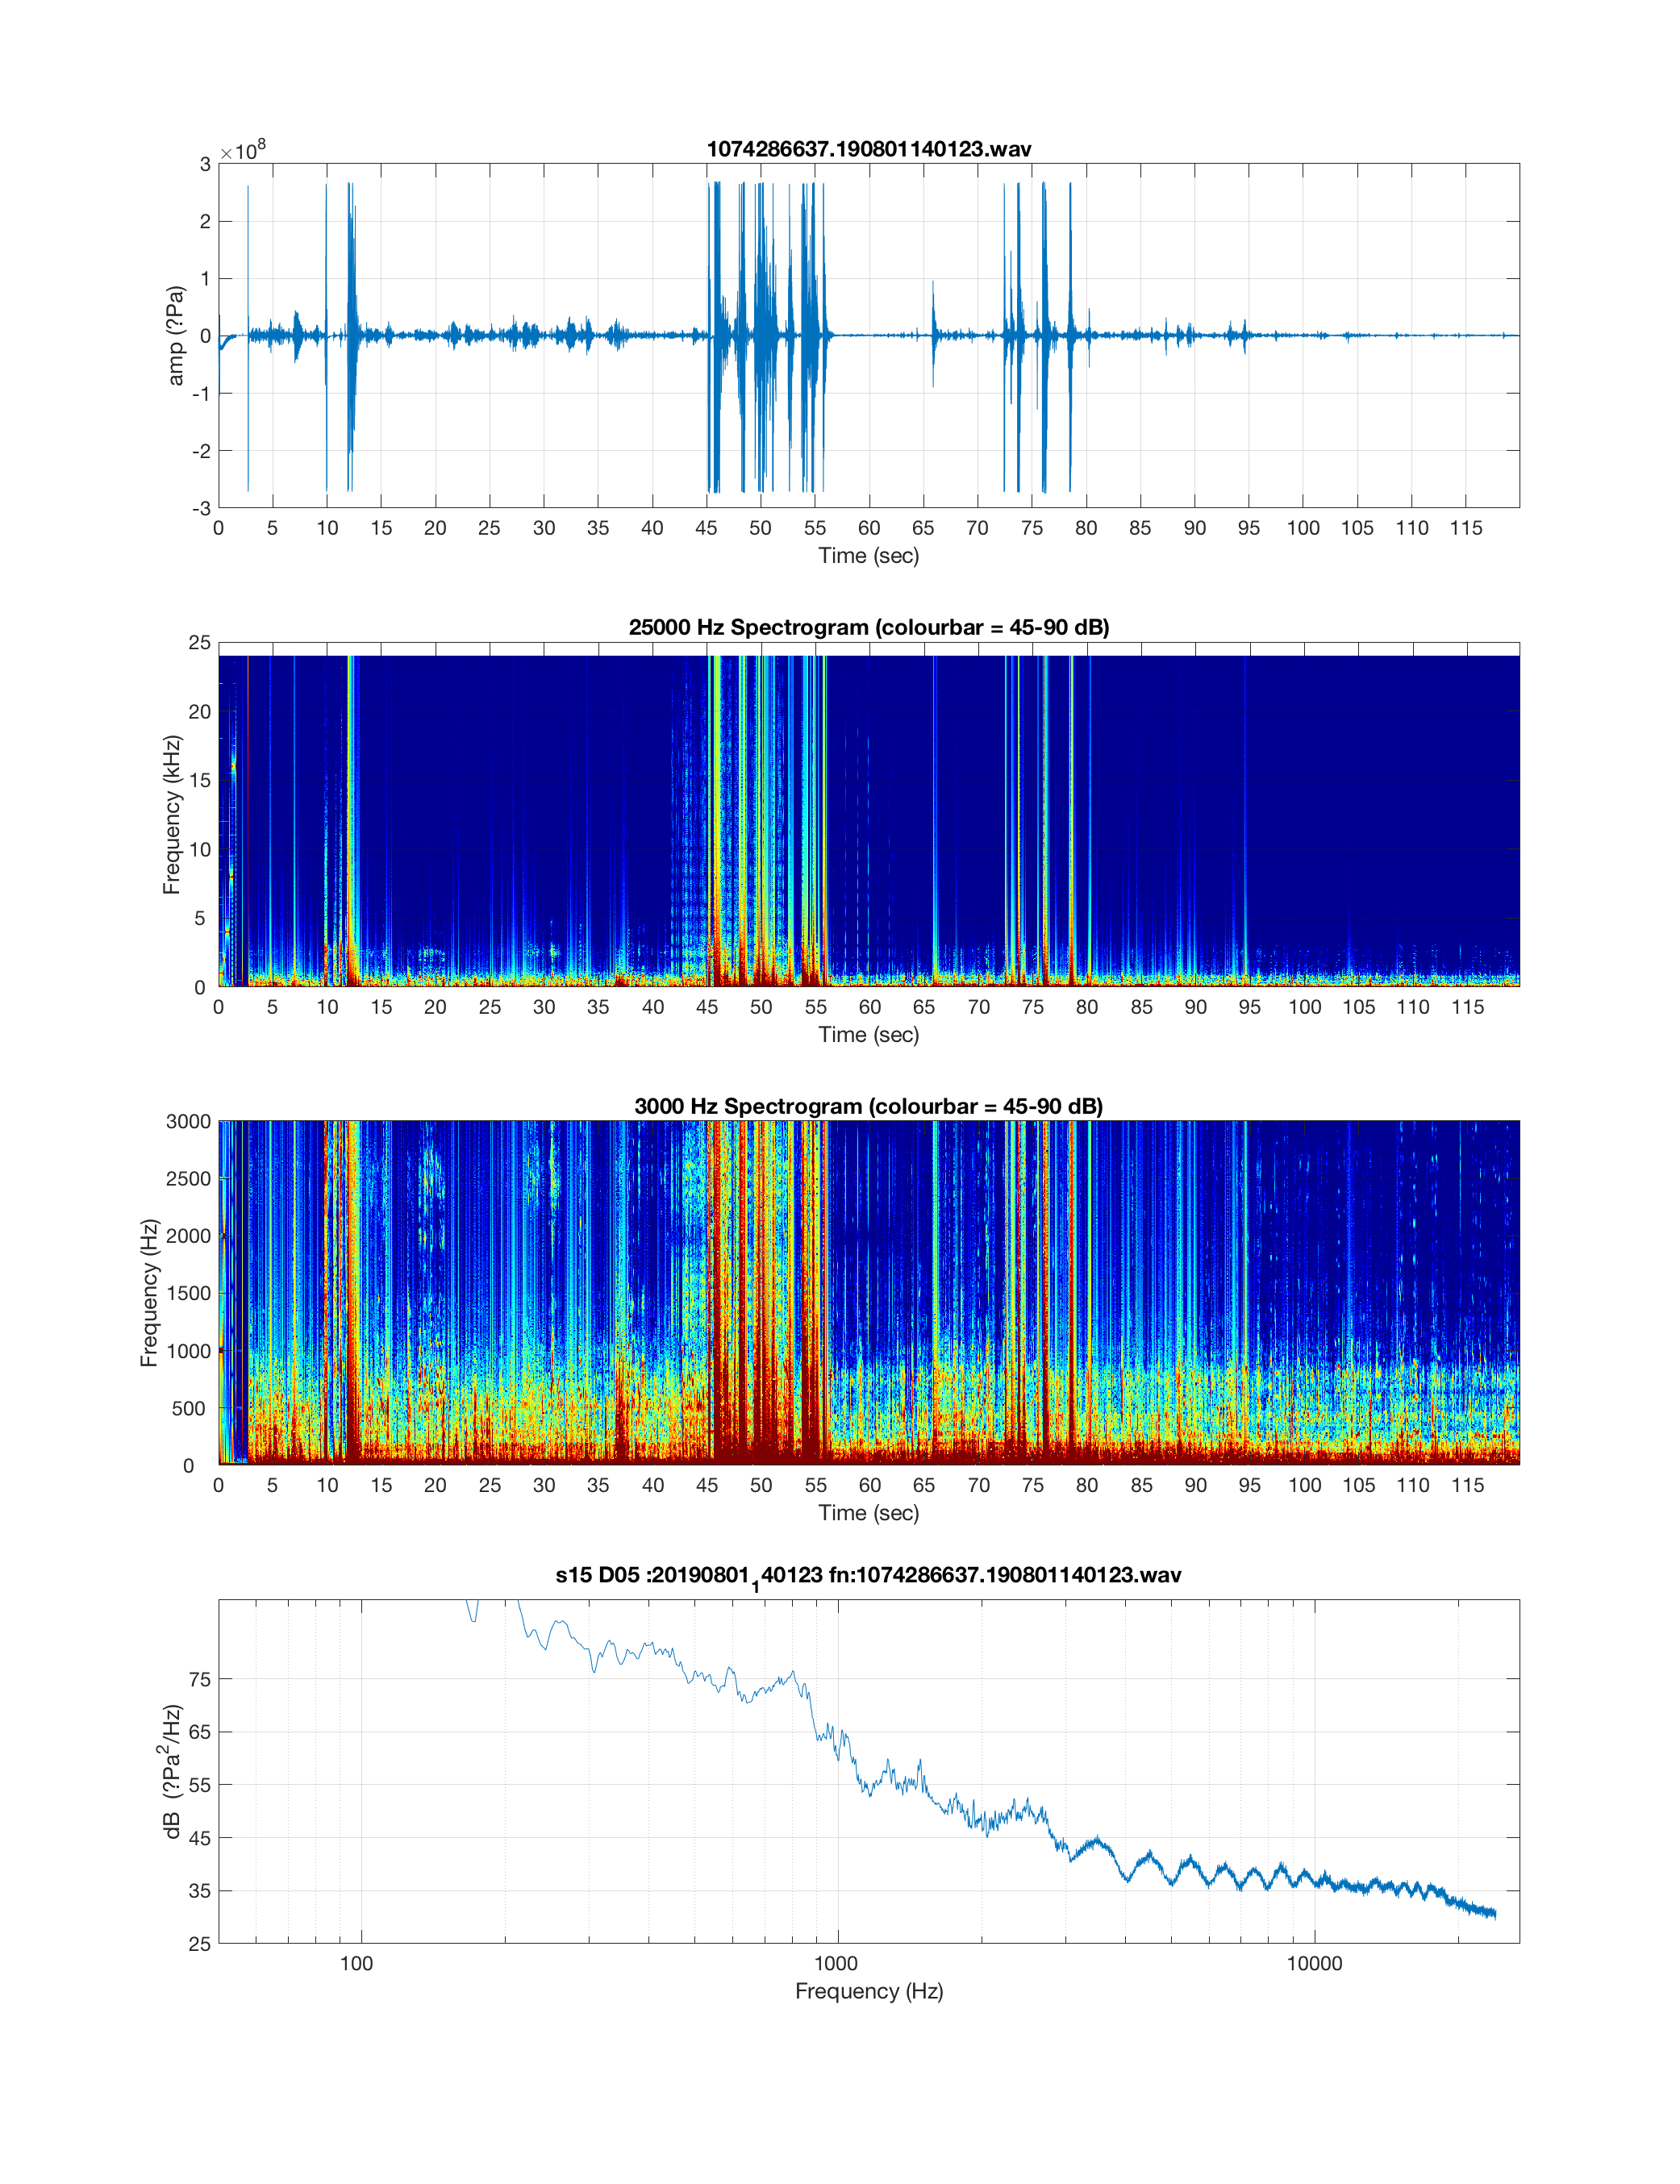 1074286637.190801140123.wav
×10⁸
3
2
1
0
-1
-2
-3
amp (?Pa)
0 5 10 15 20 25 30 35 40 45 50 55 60 65 70 75 80 85 90 95 100 105 110 115
Time (sec)
25000 Hz Spectrogram (colourbar = 45-90 dB)
25
20
15
10
5
0
Frequency (kHz)
0 5 10 15 20 25 30 35 40 45 50 55 60 65 70 75 80 85 90 95 100 105 110 115
Time (sec)
3000 Hz Spectrogram (colourbar = 45-90 dB)
3000
2500
2000
1500
1000
500
0
Frequency (Hz)
0 5 10 15 20 25 30 35 40 45 50 55 60 65 70 75 80 85 90 95 100 105 110 115
Time (sec)
s15 D05 :20190801₁40123 fn:1074286637.190801140123.wav
75
65
55
45
35
25
dB (?Pa²/Hz)
100 1000 10000
Frequency (Hz)